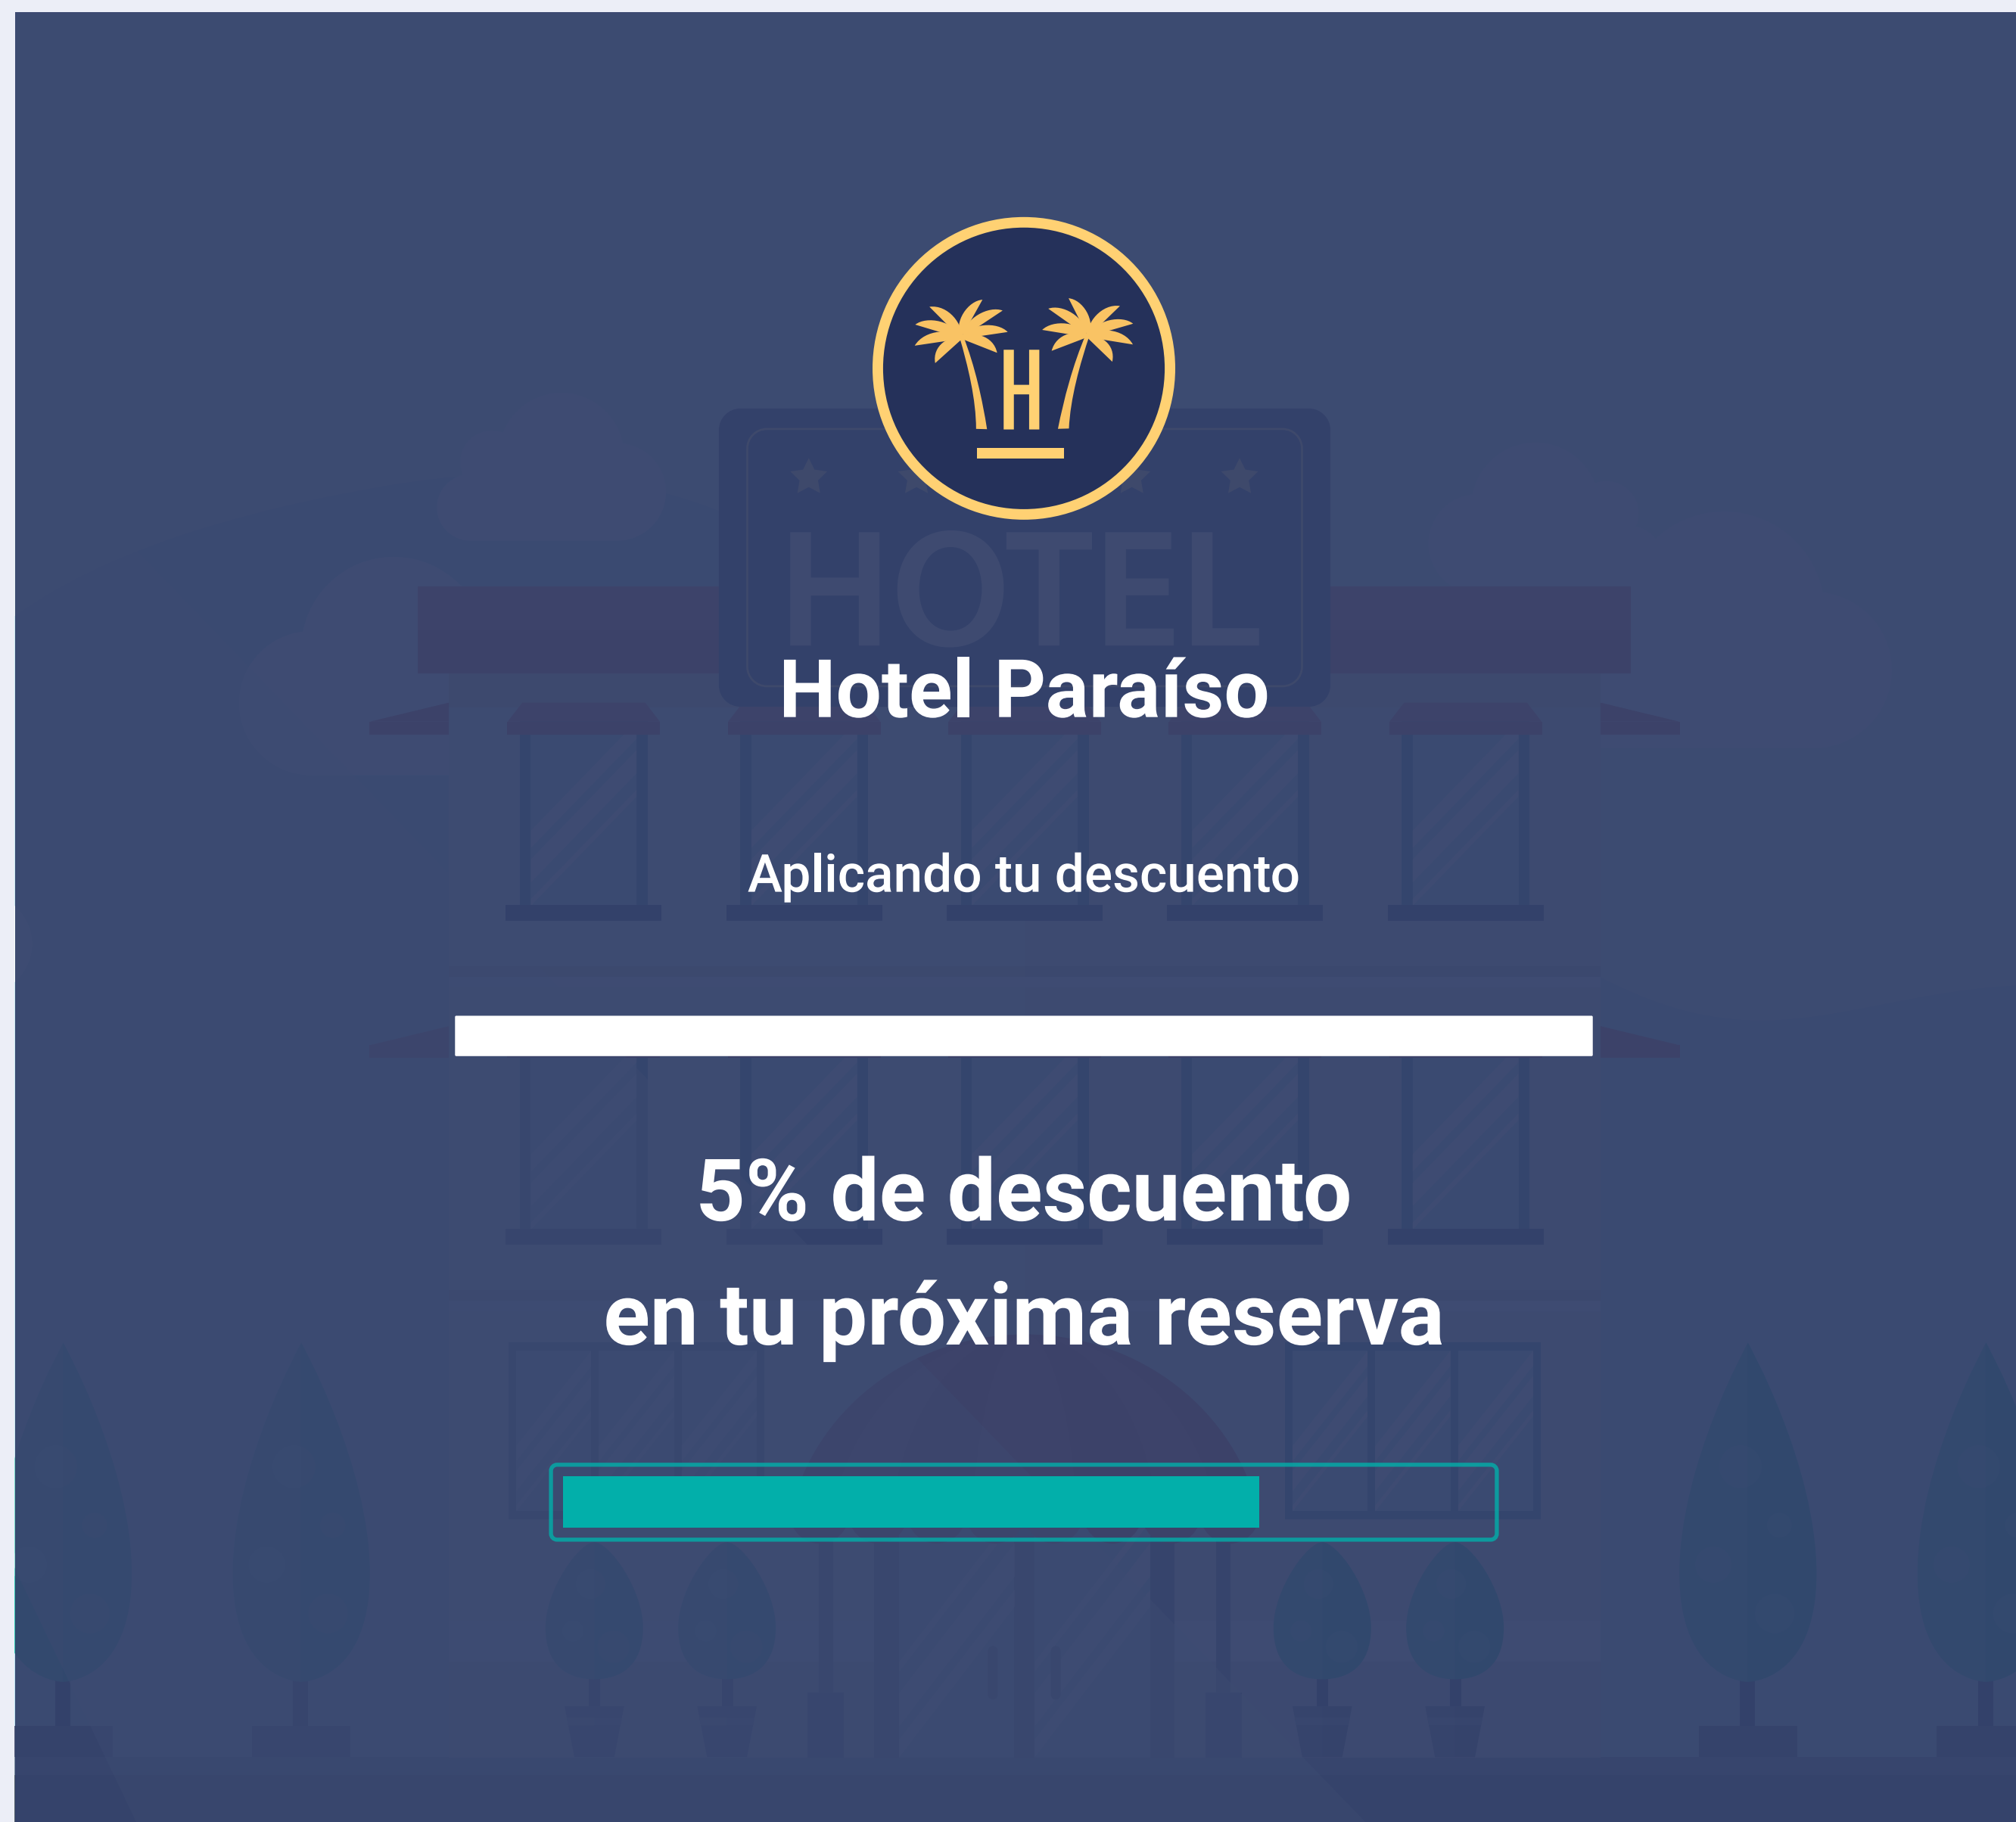 H
HOTEL
Hotel Paraíso
Aplicando tu descuento
5% de descuento
en tu próxima reserva